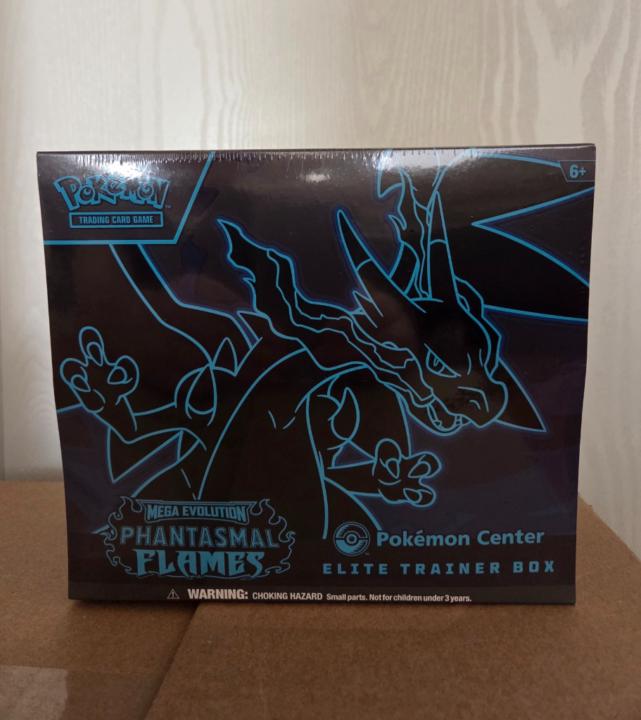 POKéMON
TRADING CARD GAME
6+
MEGA EVOLUTION
PHANTASMAL
FLAMES
Pokémon Center
ELITE TRAINER BOX
WARNING: CHOKING HAZARD Small parts. Not for children under 3 years.